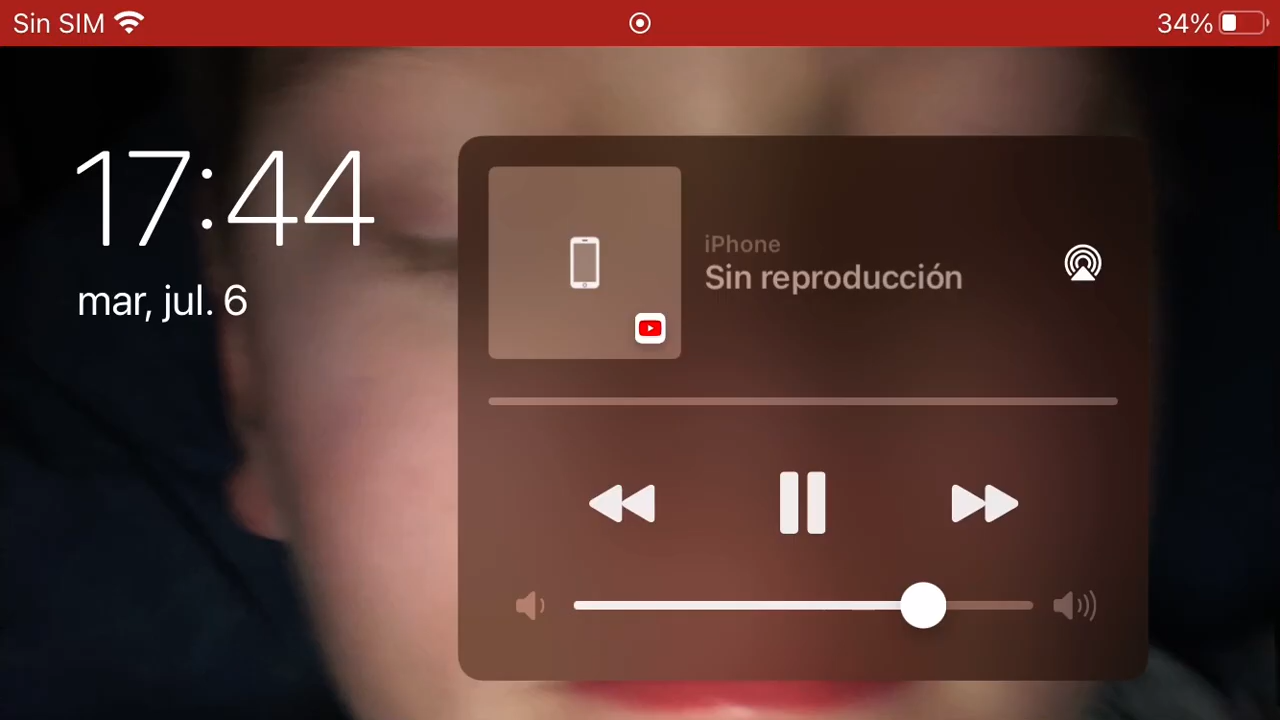 Sin SIM
34%
17:44
mar, jul. 6
iPhone
Sin reproducción